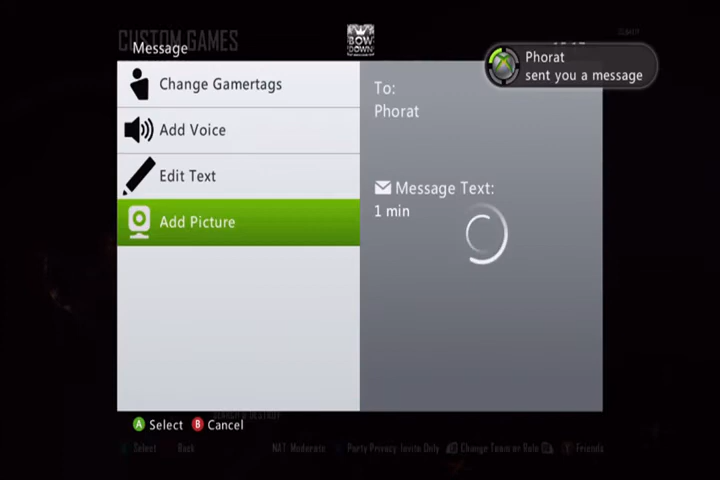 CUSTOM GAMES
Message
BOW
DOWN
Phorat
sent you a message
Change Gamertags
Add Voice
Edit Text
Add Picture
To:
Phorat
Message Text:
1 min
SEARCH & DESTROY
A Select B Cancel
Select Back NAT: Moderate Party Privacy: Invite Only Change Team or Role Y Friends